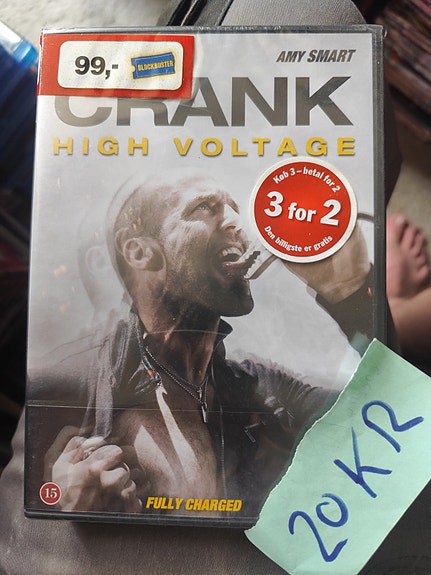 99,-
BLOCKBUSTER
AMY SMART
CRANK
HIGH VOLTAGE
Køb 3 - betal for 2
3 for 2
Den billigste er gratis
15
FULLY CHARGED
20 KR